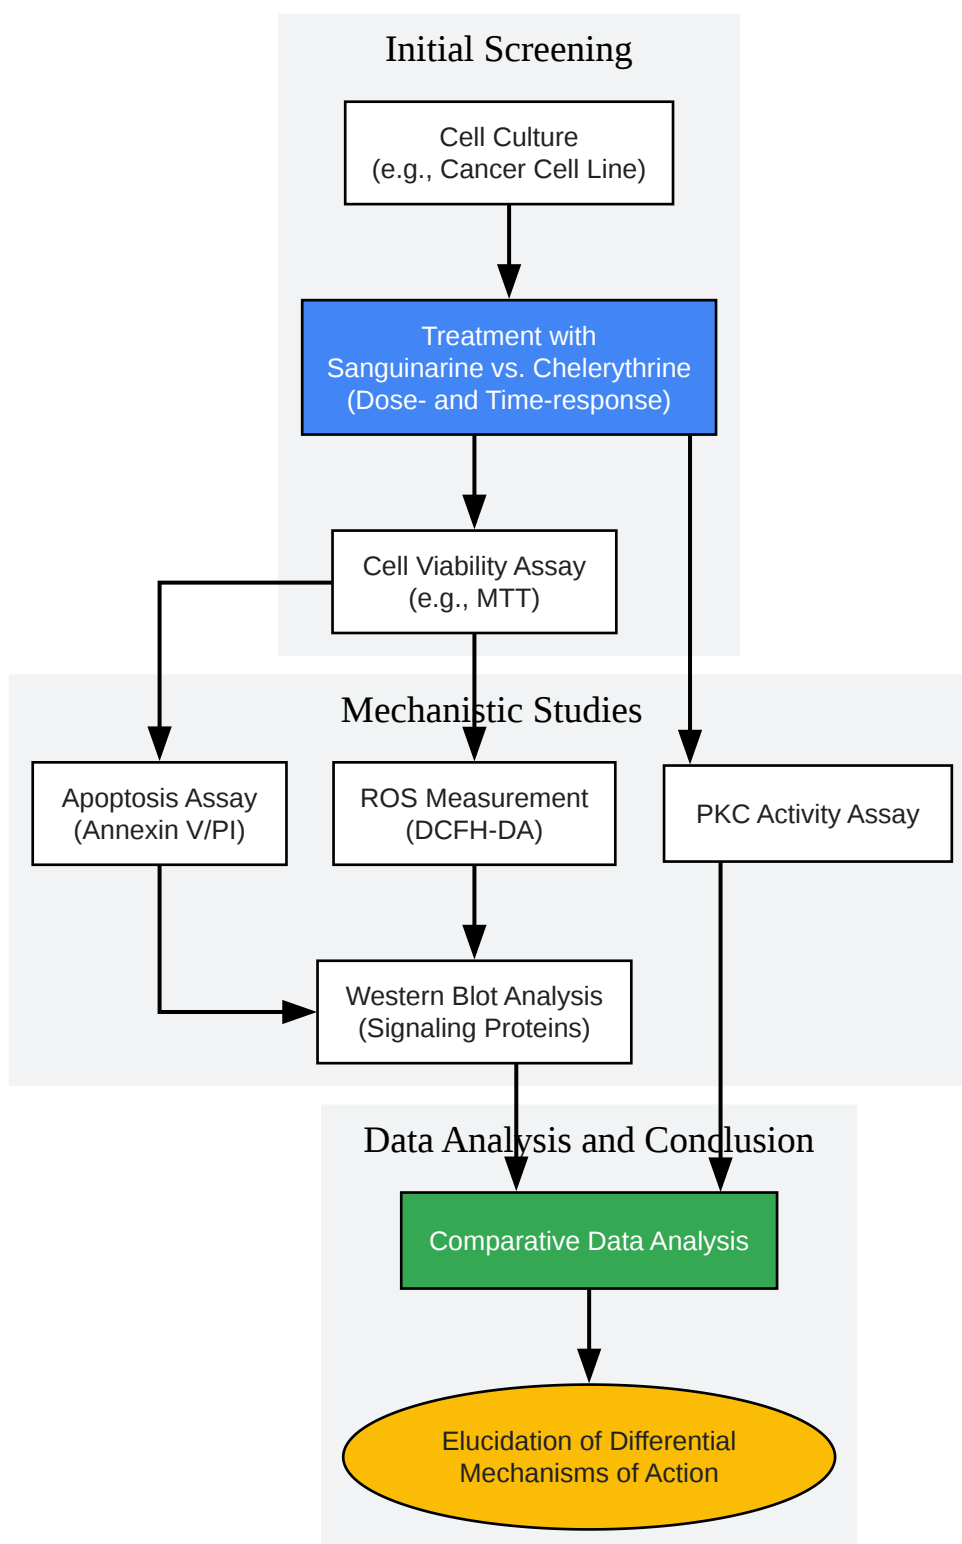 Initial Screening
Cell Culture
(e.g., Cancer Cell Line)
Treatment with
Sanguinarine vs. Chelerythrine
(Dose- and Time-response)
Cell Viability Assay
(e.g., MTT)
Mechanistic Studies
Apoptosis Assay
(Annexin V/PI)
ROS Measurement
(DCFH-DA)
PKC Activity Assay
Western Blot Analysis
(Signaling Proteins)
Data Analysis and Conclusion
Comparative Data Analysis
Elucidation of Differential
Mechanisms of Action